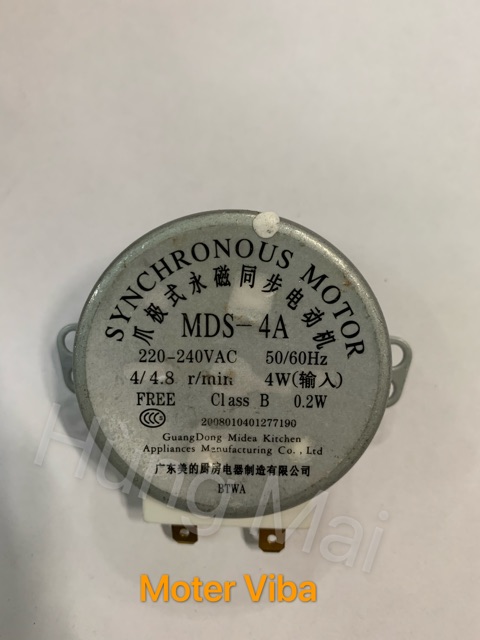 SYNCHRONOUS MOTOR
爪极式永磁同步电动机
MDS-4A
220-240VAC 50/60Hz
4/4.8 r/min 4W(输入)
FREE Class B 0.2W
CCC
2008010401277190
GuangDong Midea Kitchen
Appliances Manufacturing Co., Ltd
广东美的厨房电器制造有限公司
BTWA
Hung Mai
Moter Viba